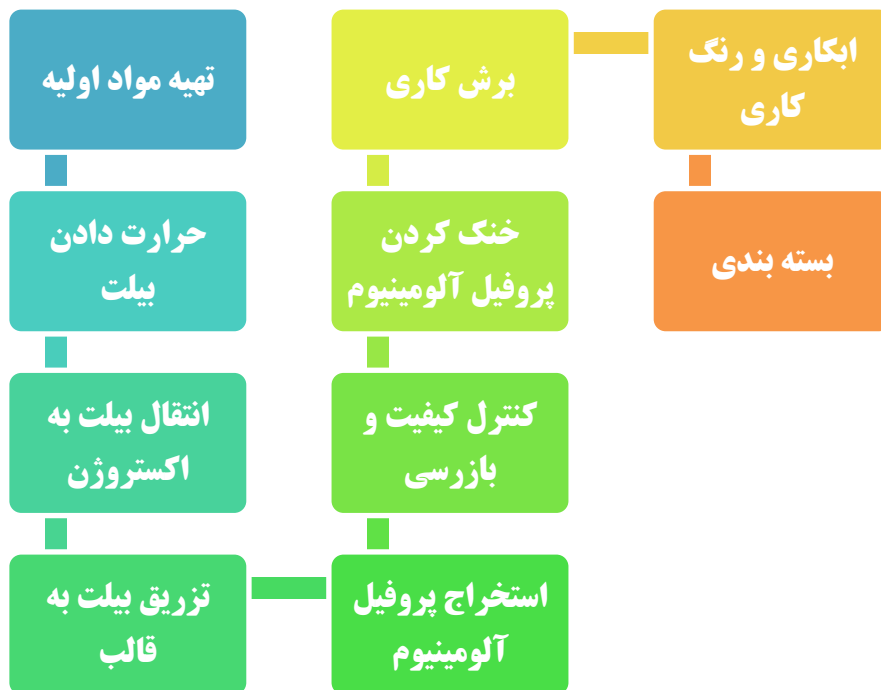 تهیه مواد اولیه
حرارت دادن
بیلت
انتقال بیلت به
اکستروژن
تزریق بیلت به
قالب
استخراج پروفیل
آلومینیوم
کنترل کیفیت و
بازرسی
خنک کردن
پروفیل آلومینیوم
برش کاری
ابکاری و رنگ
کاری
بسته بندی